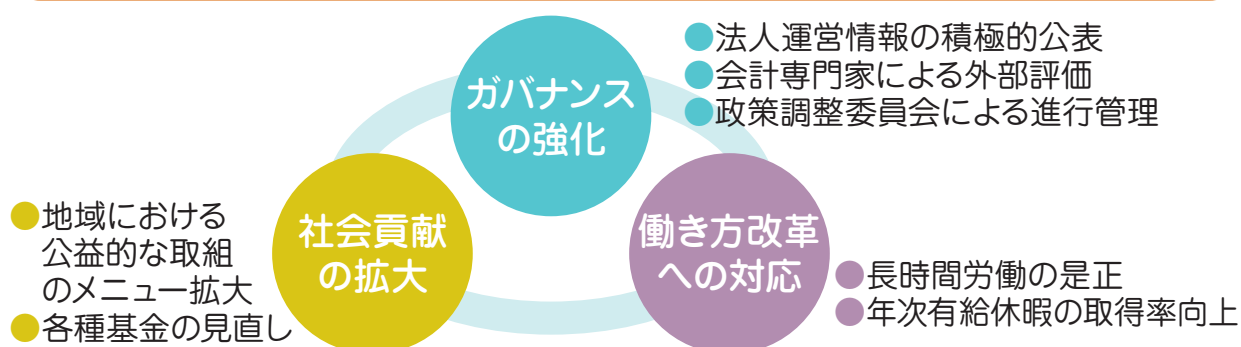 ガバナンス
の強化
●法人運営情報の積極的公表
●会計専門家による外部評価
●政策調整委員会による進行管理
社会貢献
の拡大
●地域における
公益的な取組
のメニュー拡大
●各種基金の見直し
働き方改革
への対応
●長時間労働の是正
●年次有給休暇の取得率向上